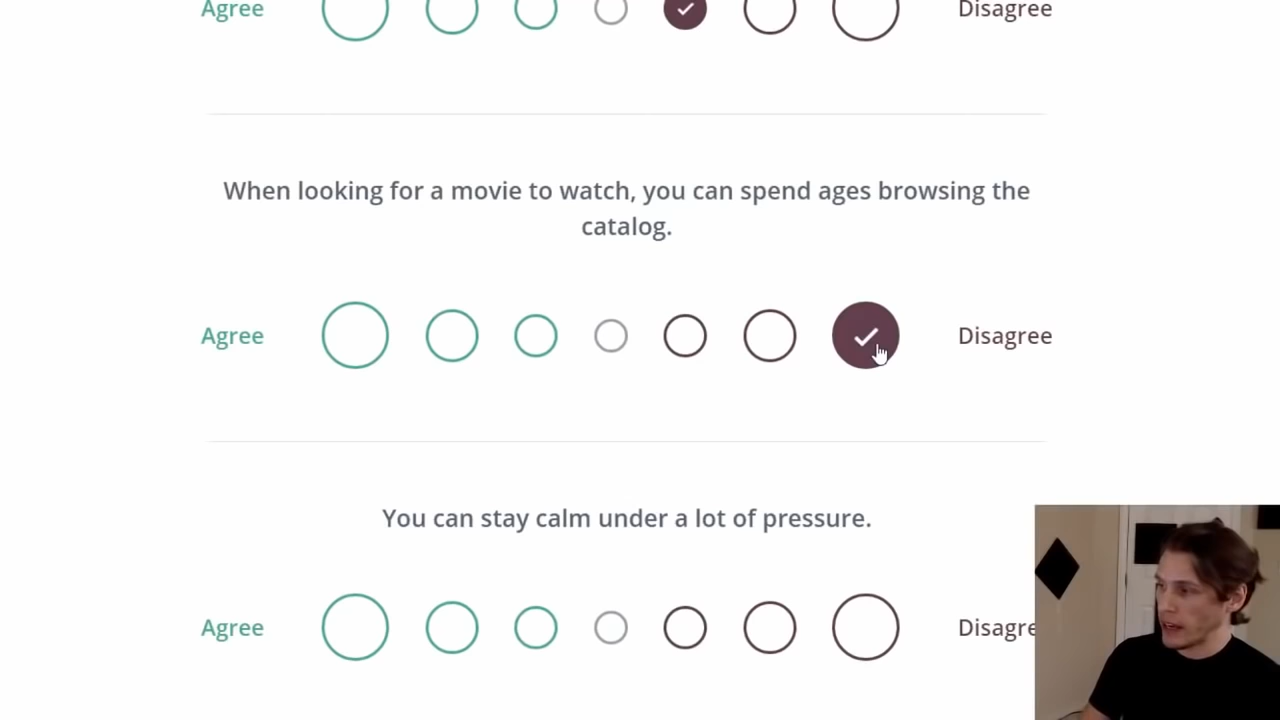 Agree Disagree
When looking for a movie to watch, you can spend ages browsing the
catalog.
Agree Disagree
You can stay calm under a lot of pressure.
Agree Disagre